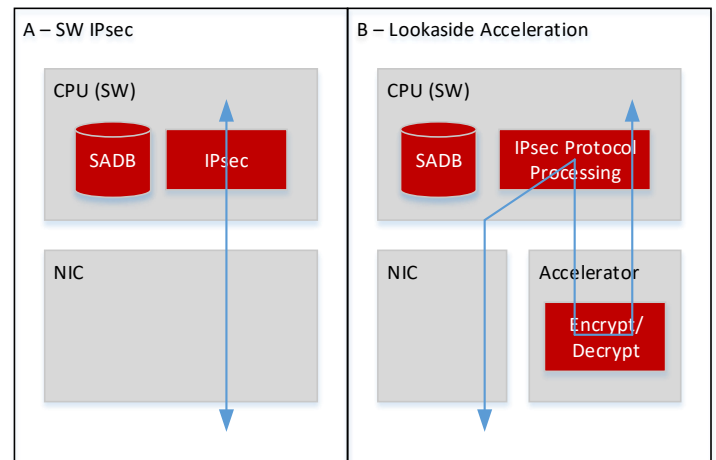 A – SW IPsec
CPU (SW)
SADB
IPsec
NIC
B – Lookaside Acceleration
CPU (SW)
SADB
IPsec Protocol
Processing
NIC
Accelerator
Encrypt/
Decrypt